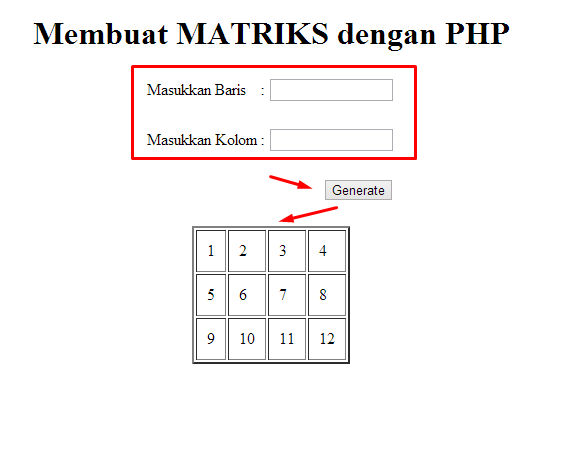 Membuat MATRIKS dengan PHP
Masukkan Baris :
Masukkan Kolom :
Generate
1 2 3 4
5 6 7 8
9 10 11 12